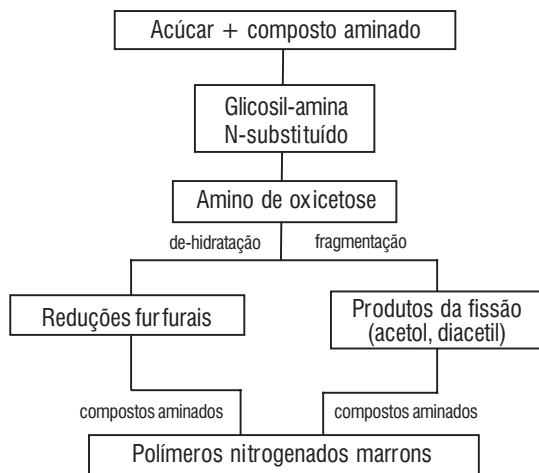 Acúcar + composto aminado
Glicosil-amina
N-substituído
Amino de oxicetose
de-hidratação
fragmentação
Reduções furfurais
Produtos da fissão
(acetol, diacetil)
compostos aminados
compostos aminados
Polímeros nitrogenados marrons